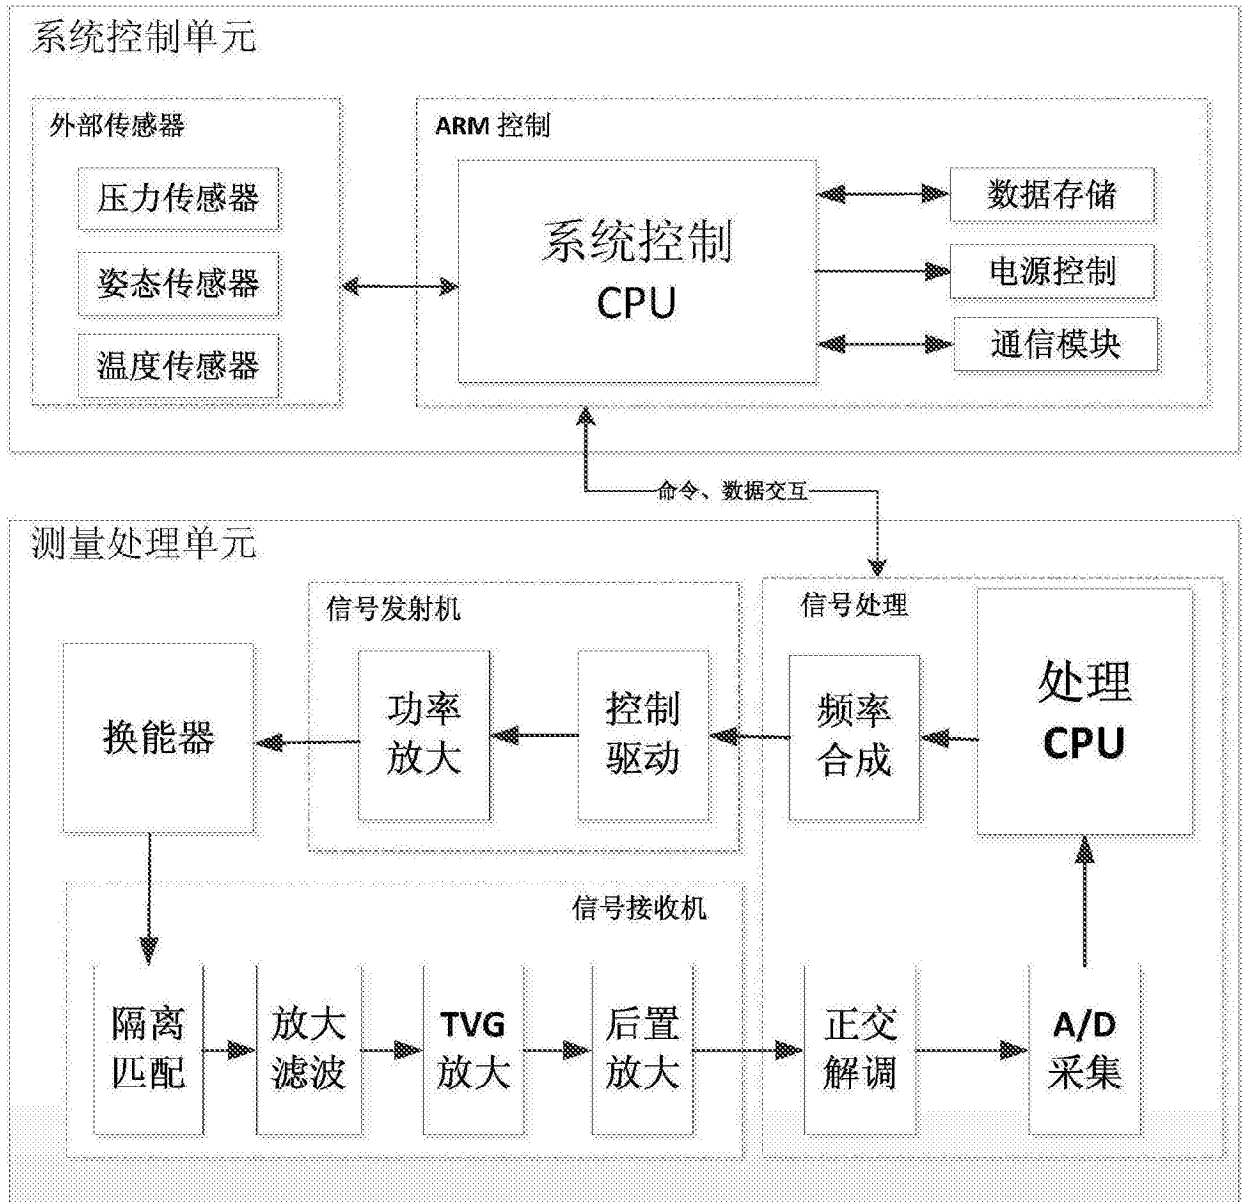 系统控制单元
外部传感器
压力传感器
姿态传感器
温度传感器
ARM 控制
系统控制
CPU
数据存储
电源控制
通信模块
命令、数据交互
测量处理单元
信号发射机
换能器
功率
放大
控制
驱动
信号处理
频率
合成
处理
CPU
信号接收机
隔离
匹配
放大
滤波
TVG
放大
后置
放大
正交
解调
A/D
采集